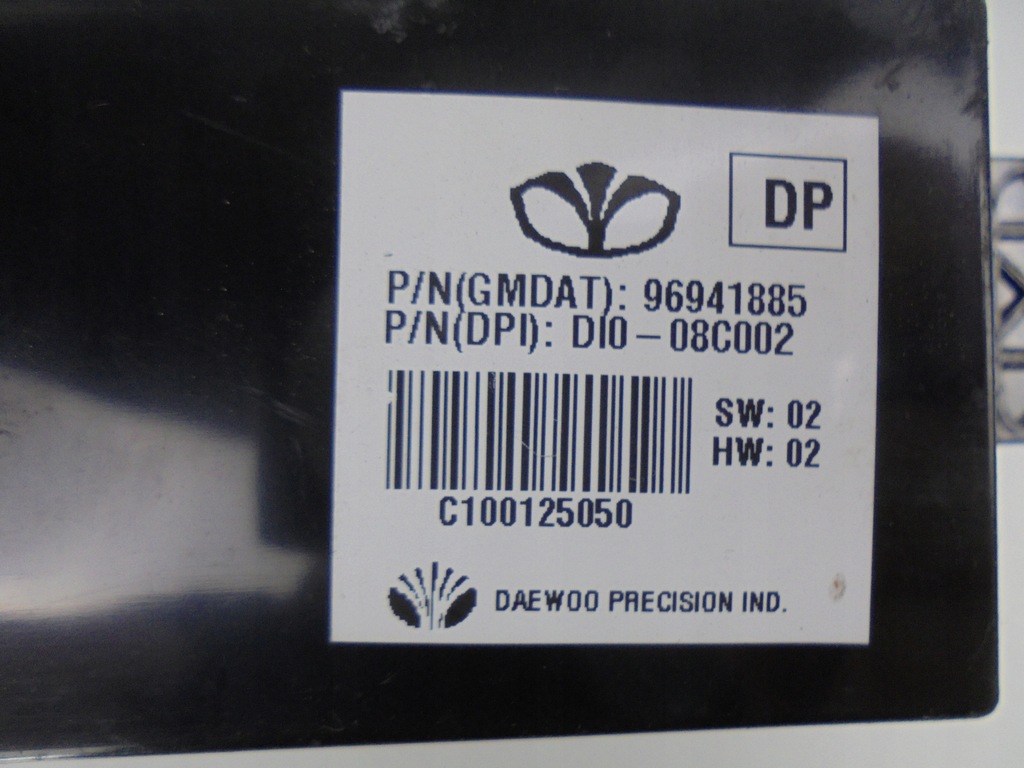 DP
P/N(GMDAT): 96941885
P/N(DPI): DI0-08C002
SW: 02
HW: 02
C100125050
DAEWOO PRECISION IND.